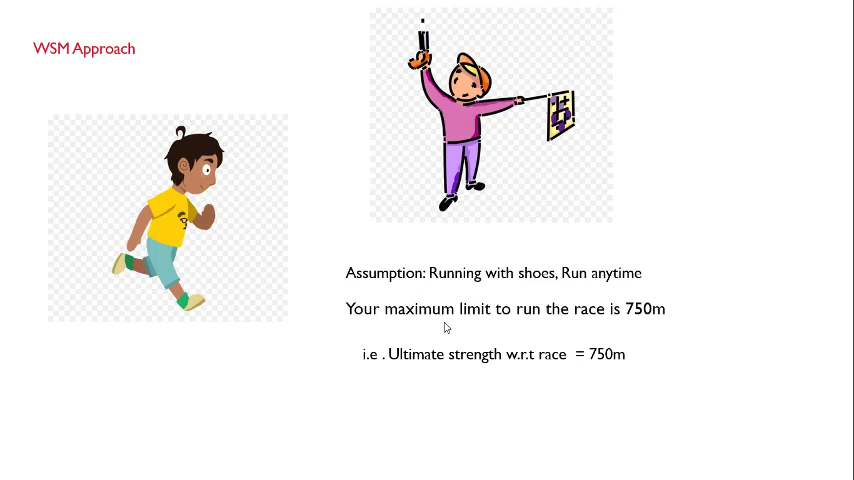 WSM Approach
Assumption: Running with shoes, Run anytime
Your maximum limit to run the race is 750m
i.e . Ultimate strength w.r.t race = 750m